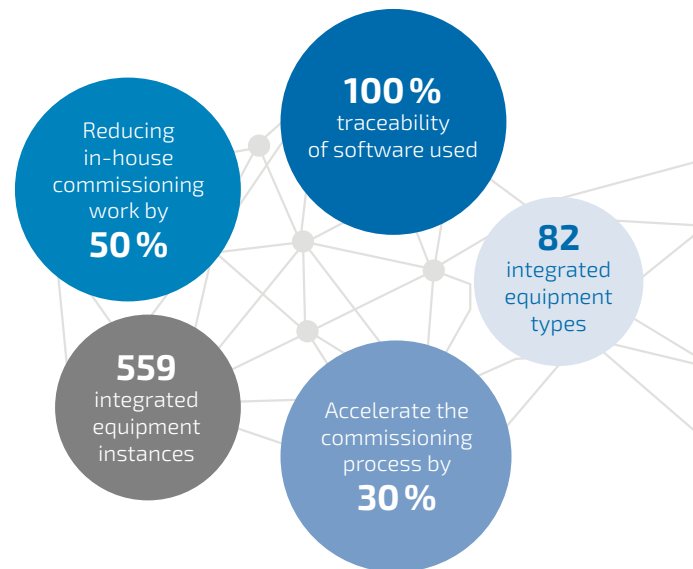 100 %
traceability
of software used
Reducing
in-house
commissioning
work by
50 %
82
integrated
equipment
types
559
integrated
equipment
instances
Accelerate the
commissioning
process by
30 %